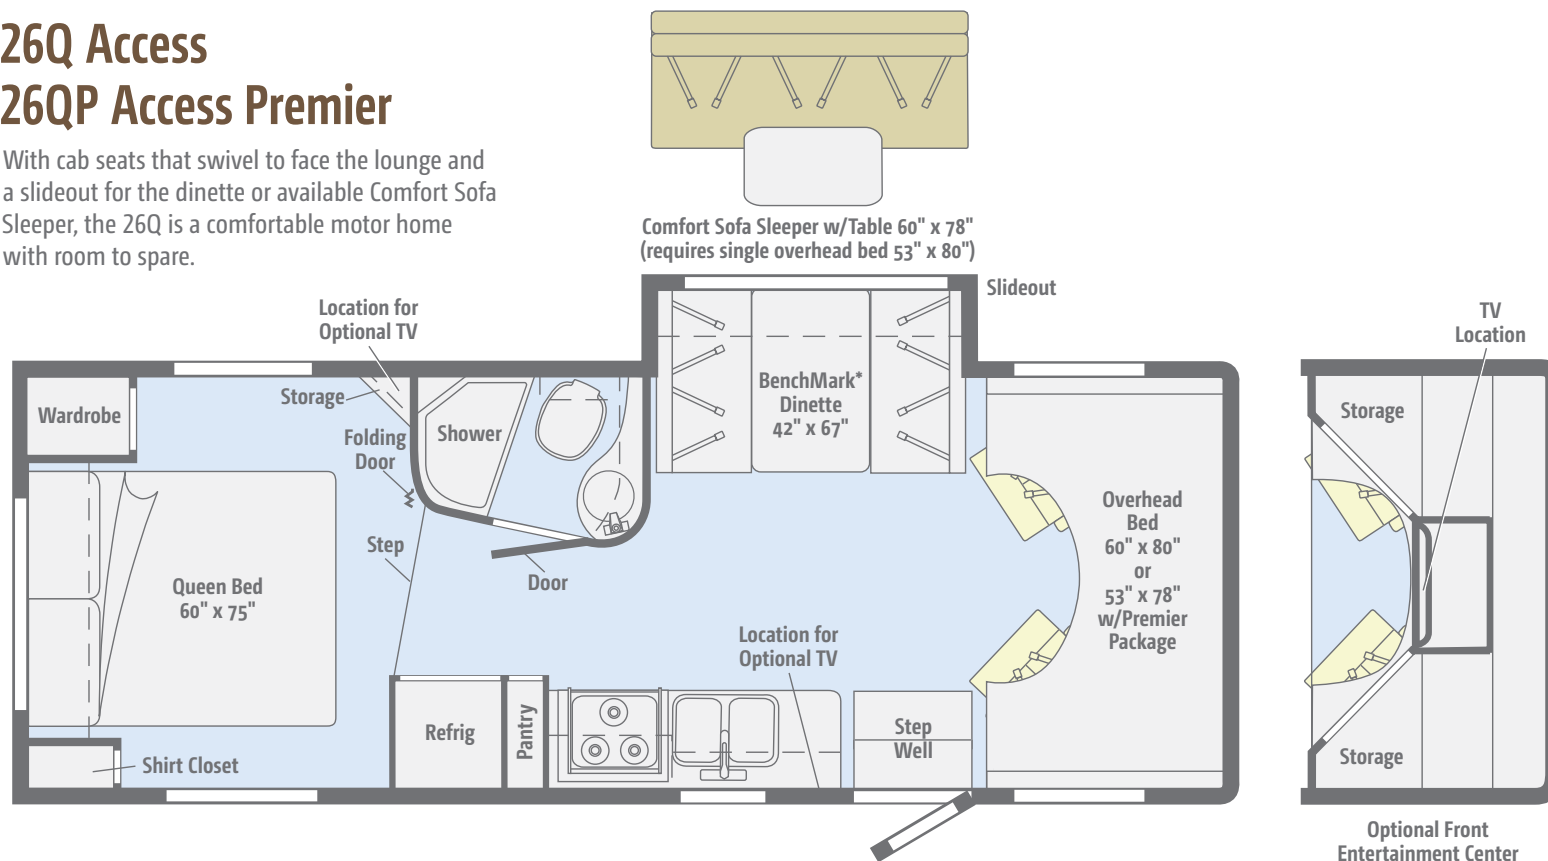 26Q Access
26QP Access Premier
With cab seats that swivel to face the lounge and
a slideout for the dinette or available Comfort Sofa
Sleeper, the 26Q is a comfortable motor home
with room to spare.
Comfort Sofa Sleeper w/Table 60" x 78"
(requires single overhead bed 53" x 80")
Slideout
Location for
Optional TV
Storage
Wardrobe
Folding
Door
Shower
BenchMark*
Dinette
42" x 67"
Step
Door
Queen Bed
60" x 75"
Overhead
Bed
60" x 80"
or
53" x 78"
w/Premier
Package
Location for
Optional TV
Refrig
Pantry
Step
Well
Shirt Closet
TV
Location
Storage
Storage
Optional Front
Entertainment Center